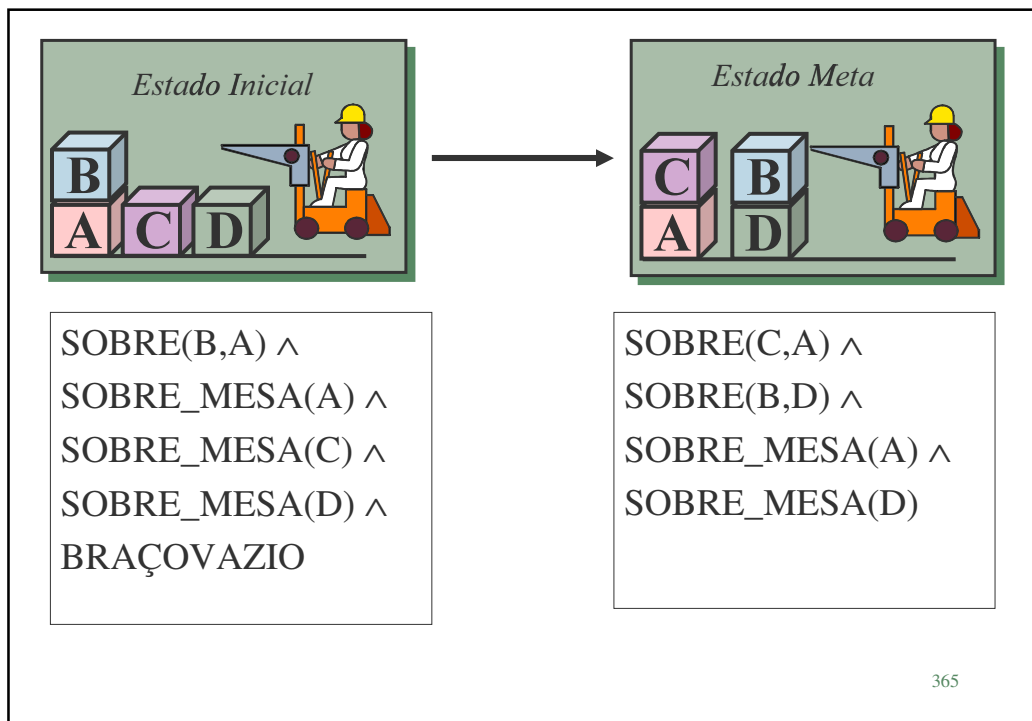 Estado Inicial
B
A C D
SOBRE(B,A) ∧
SOBRE_MESA(A) ∧
SOBRE_MESA(C) ∧
SOBRE_MESA(D) ∧
BRAÇOVAZIO
Estado Meta
C B
A D
SOBRE(C,A) ∧
SOBRE(B,D) ∧
SOBRE_MESA(A) ∧
SOBRE_MESA(D)
365